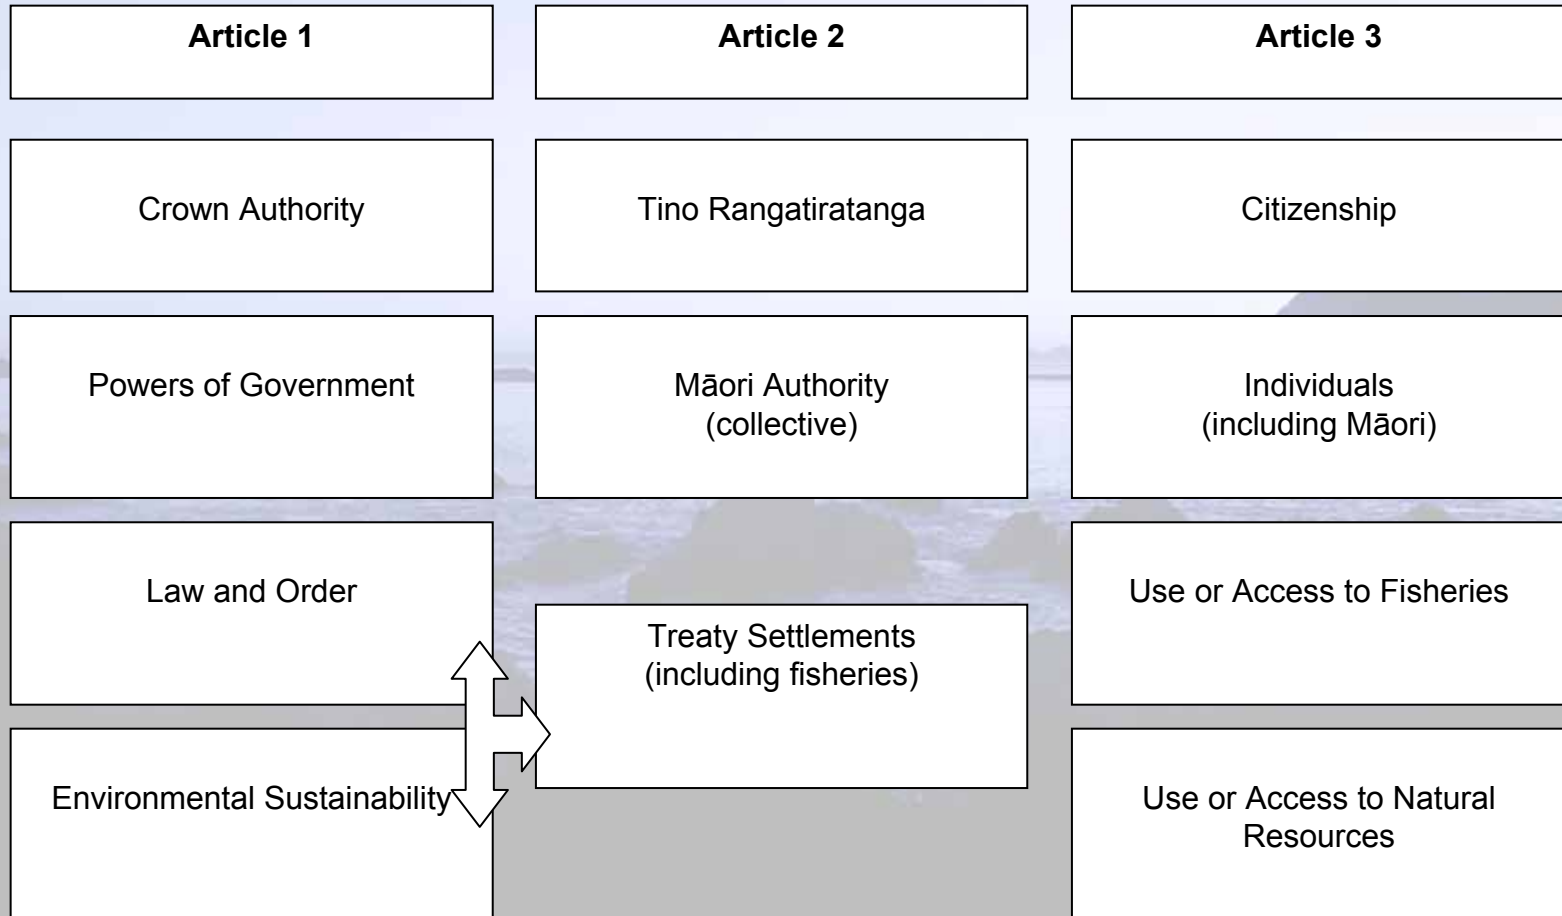 Article 1
Article 2
Article 3
Crown Authority
Tino Rangatiratanga
Citizenship
Powers of Government
Māori Authority
(collective)
Individuals
(including Māori)
Law and Order
Treaty Settlements
(including fisheries)
Use or Access to Fisheries
Environmental Sustainability
Use or Access to Natural
Resources